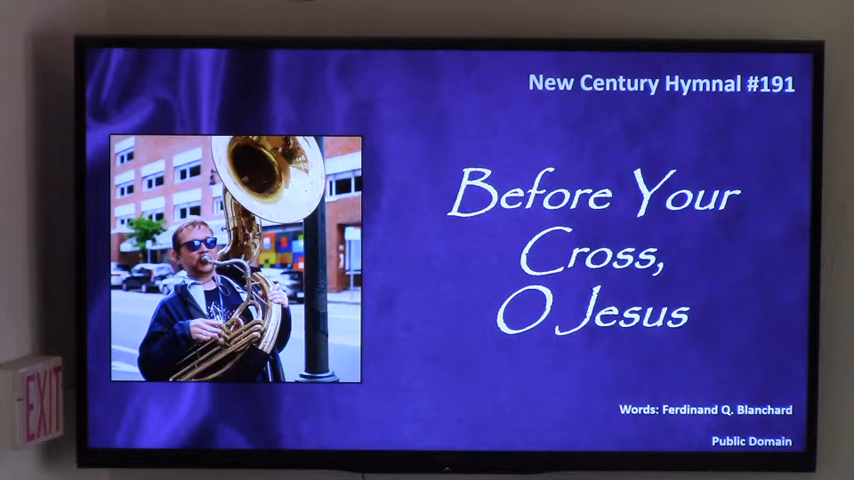 New Century Hymnal #191
Before Your
Cross,
O Jesus
Words: Ferdinand Q. Blanchard
Public Domain
EXIT